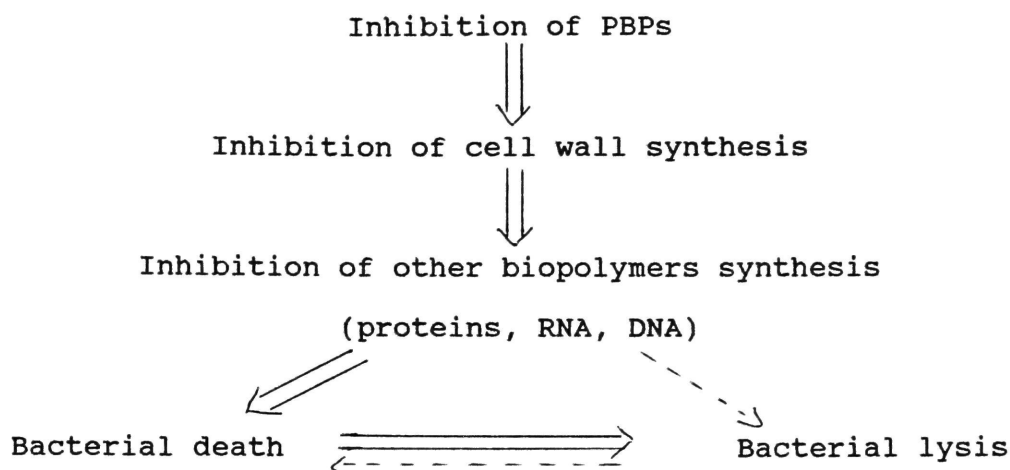 Inhibition of PBPs
Inhibition of cell wall synthesis
Inhibition of other biopolymers synthesis
(proteins, RNA, DNA)
Bacterial death
Bacterial lysis